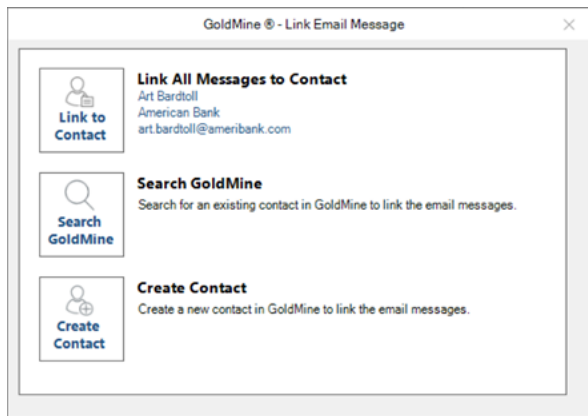 GoldMine ® - Link Email Message
Link to
Contact
Link All Messages to Contact
Art Bardtoll
American Bank
art.bardtoll@ameribank.com
Search
GoldMine
Search GoldMine
Search for an existing contact in GoldMine to link the email messages.
Create
Contact
Create Contact
Create a new contact in GoldMine to link the email messages.